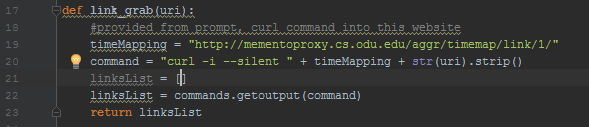 17 def link_grab(uri):
18 #provided from prompt, curl command into this website
19 timeMapping = "http://mementoproxy.cs.odu.edu/aggr/timemap/link/1/"
20 command = "curl -i --silent " + timeMapping + str(uri).strip()
21 linksList = []
22 linksList = commands.getoutput(command)
23 return linksList